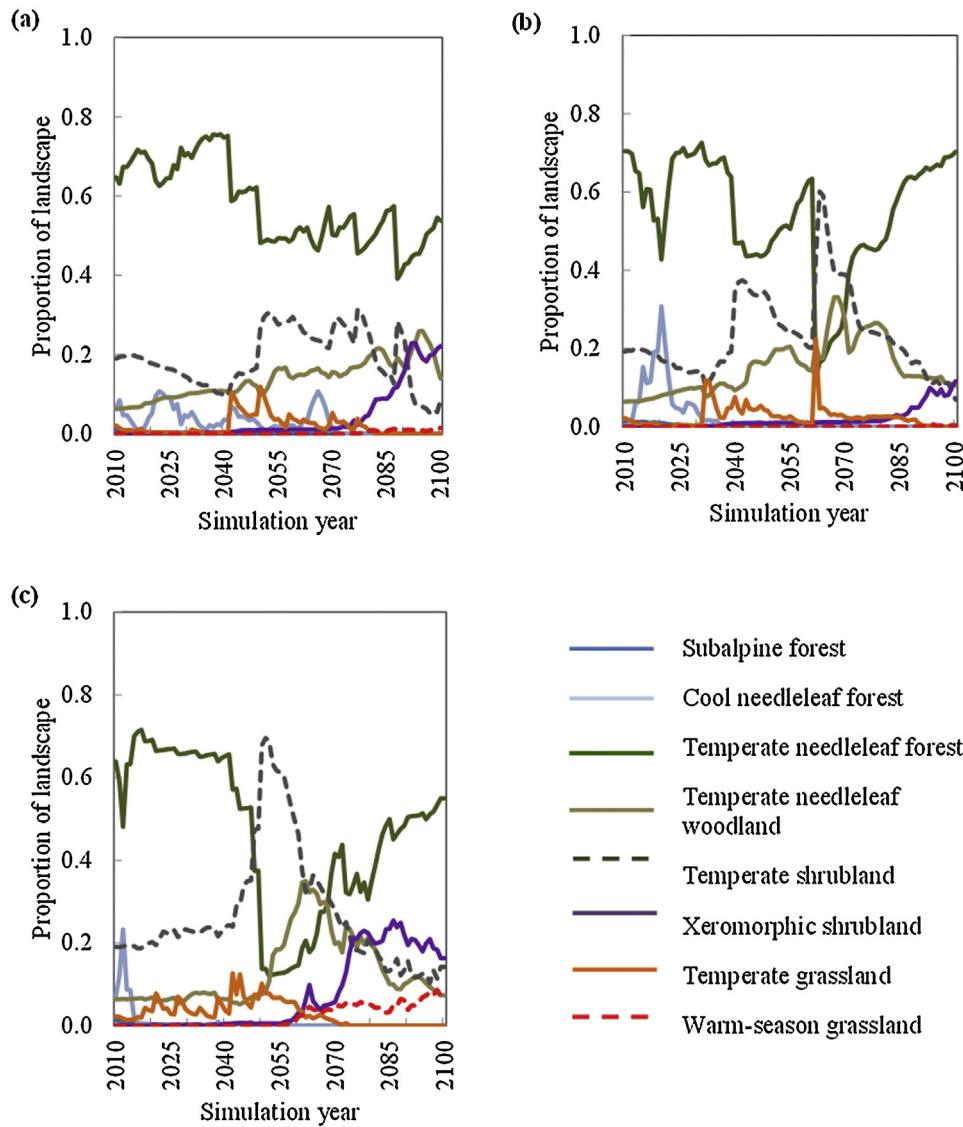 (a)
1.0
0.8
0.6
0.4
0.2
0.0
Proportion of landscape
2010
2025
2040
2055
2070
2085
2100
Simulation year
(b)
1.0
0.8
0.6
0.4
0.2
0.0
Proportion of landscape
2010
2025
2040
2055
2070
2085
2100
Simulation year
(c)
1.0
0.8
0.6
0.4
0.2
0.0
Proportion of landscape
2010
2025
2040
2055
2070
2085
2100
Simulation year
Subalpine forest
Cool needleleaf forest
Temperate needleleaf forest
Temperate needleleaf
woodland
Temperate shrubland
Xeromorphic shrubland
Temperate grassland
Warm-season grassland